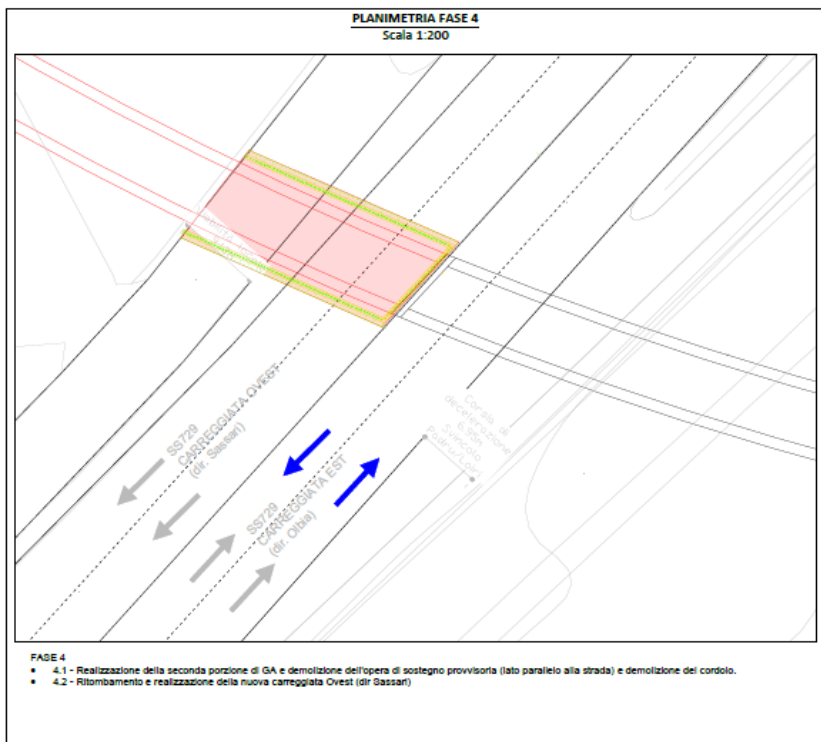 PLANIMETRIA FASE 4
Scala 1:200
SS729
CARREGGIATA OVEST
(dir. Sassari)
SS729
CARREGGIATA EST
(dir. Olbia)
Corsia di
decelerazione
Svincolo
Padru/Loiri
FASE 4
• 4.1 - Realizzazione della seconda porzione di GA e demolizione dell'opera di sostegno provvisoria (lato parallelo alla strada) e demolizione del cordolo.
• 4.2 - Ritombamento e realizzazione della nuova carreggiata Ovest (dir Sassari)